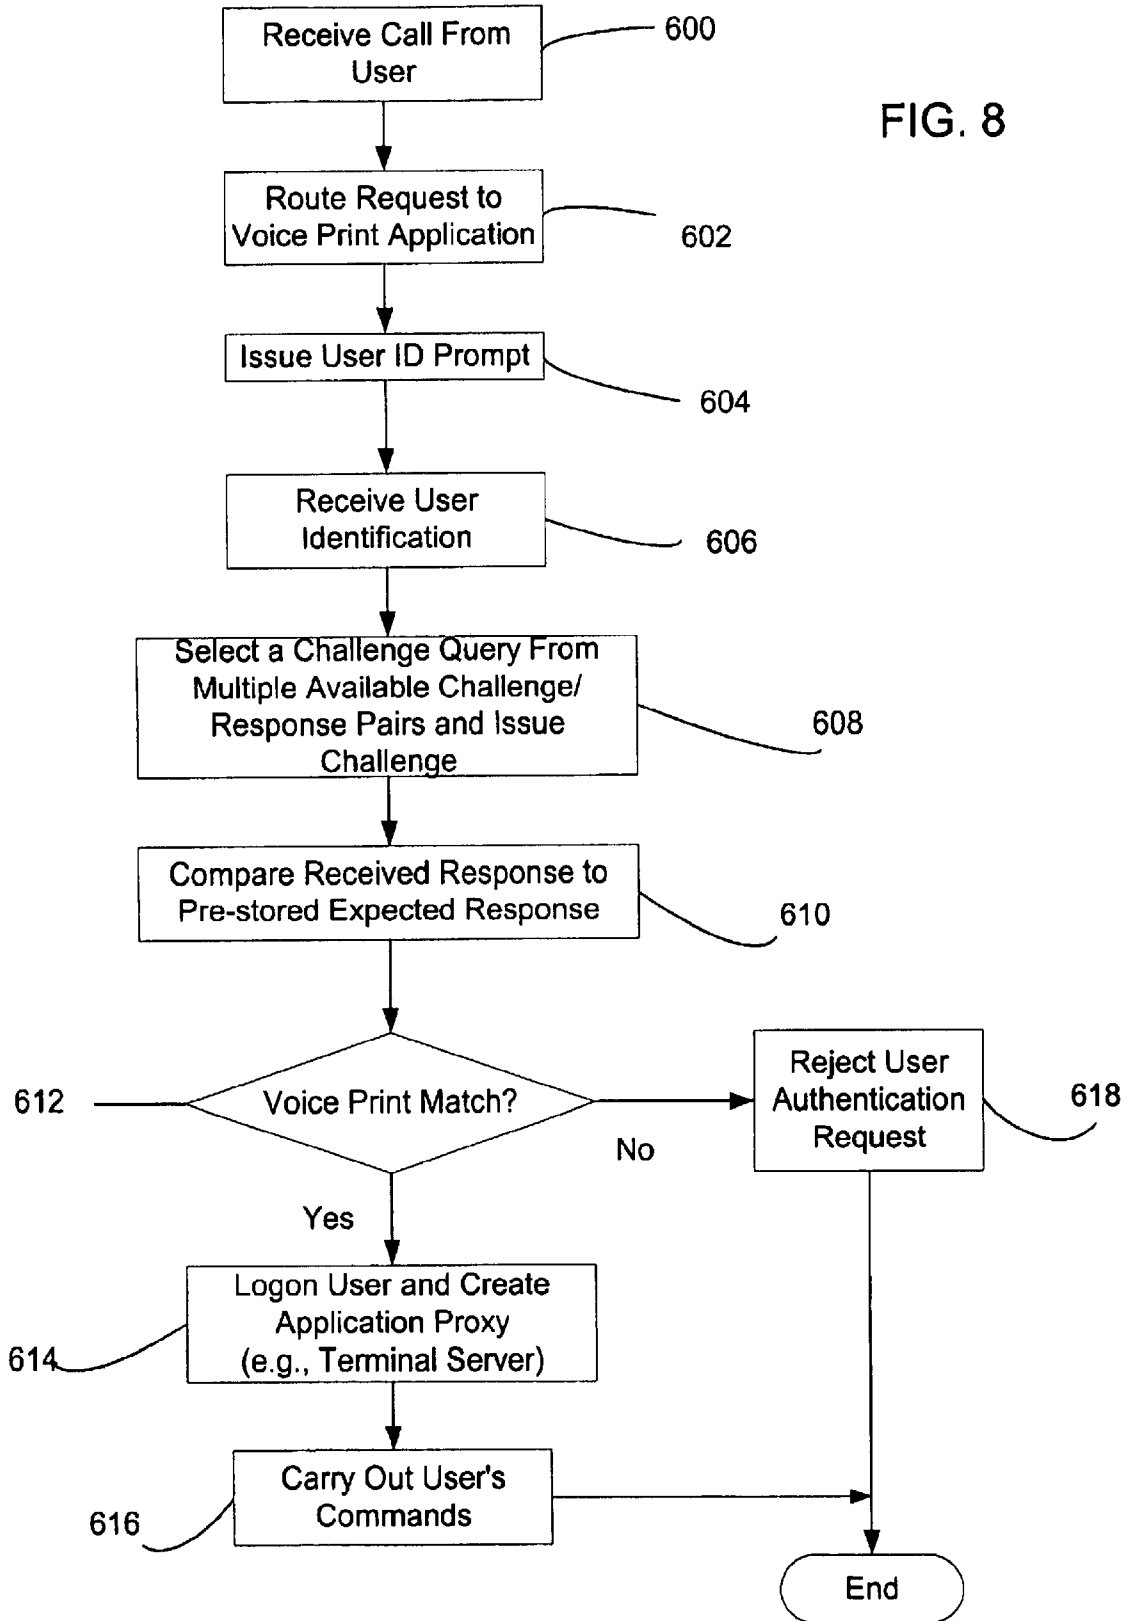 Receive Call From
User
600
FIG. 8
Route Request to
Voice Print Application
602
Issue User ID Prompt
604
Receive User
Identification
606
Select a Challenge Query From
Multiple Available Challenge/
Response Pairs and Issue
Challenge
608
Compare Received Response to
Pre-stored Expected Response
610
612
Voice Print Match?
No
Reject User
Authentication
Request
618
Yes
Logon User and Create
Application Proxy
(e.g., Terminal Server)
614
Carry Out User's
Commands
616
End